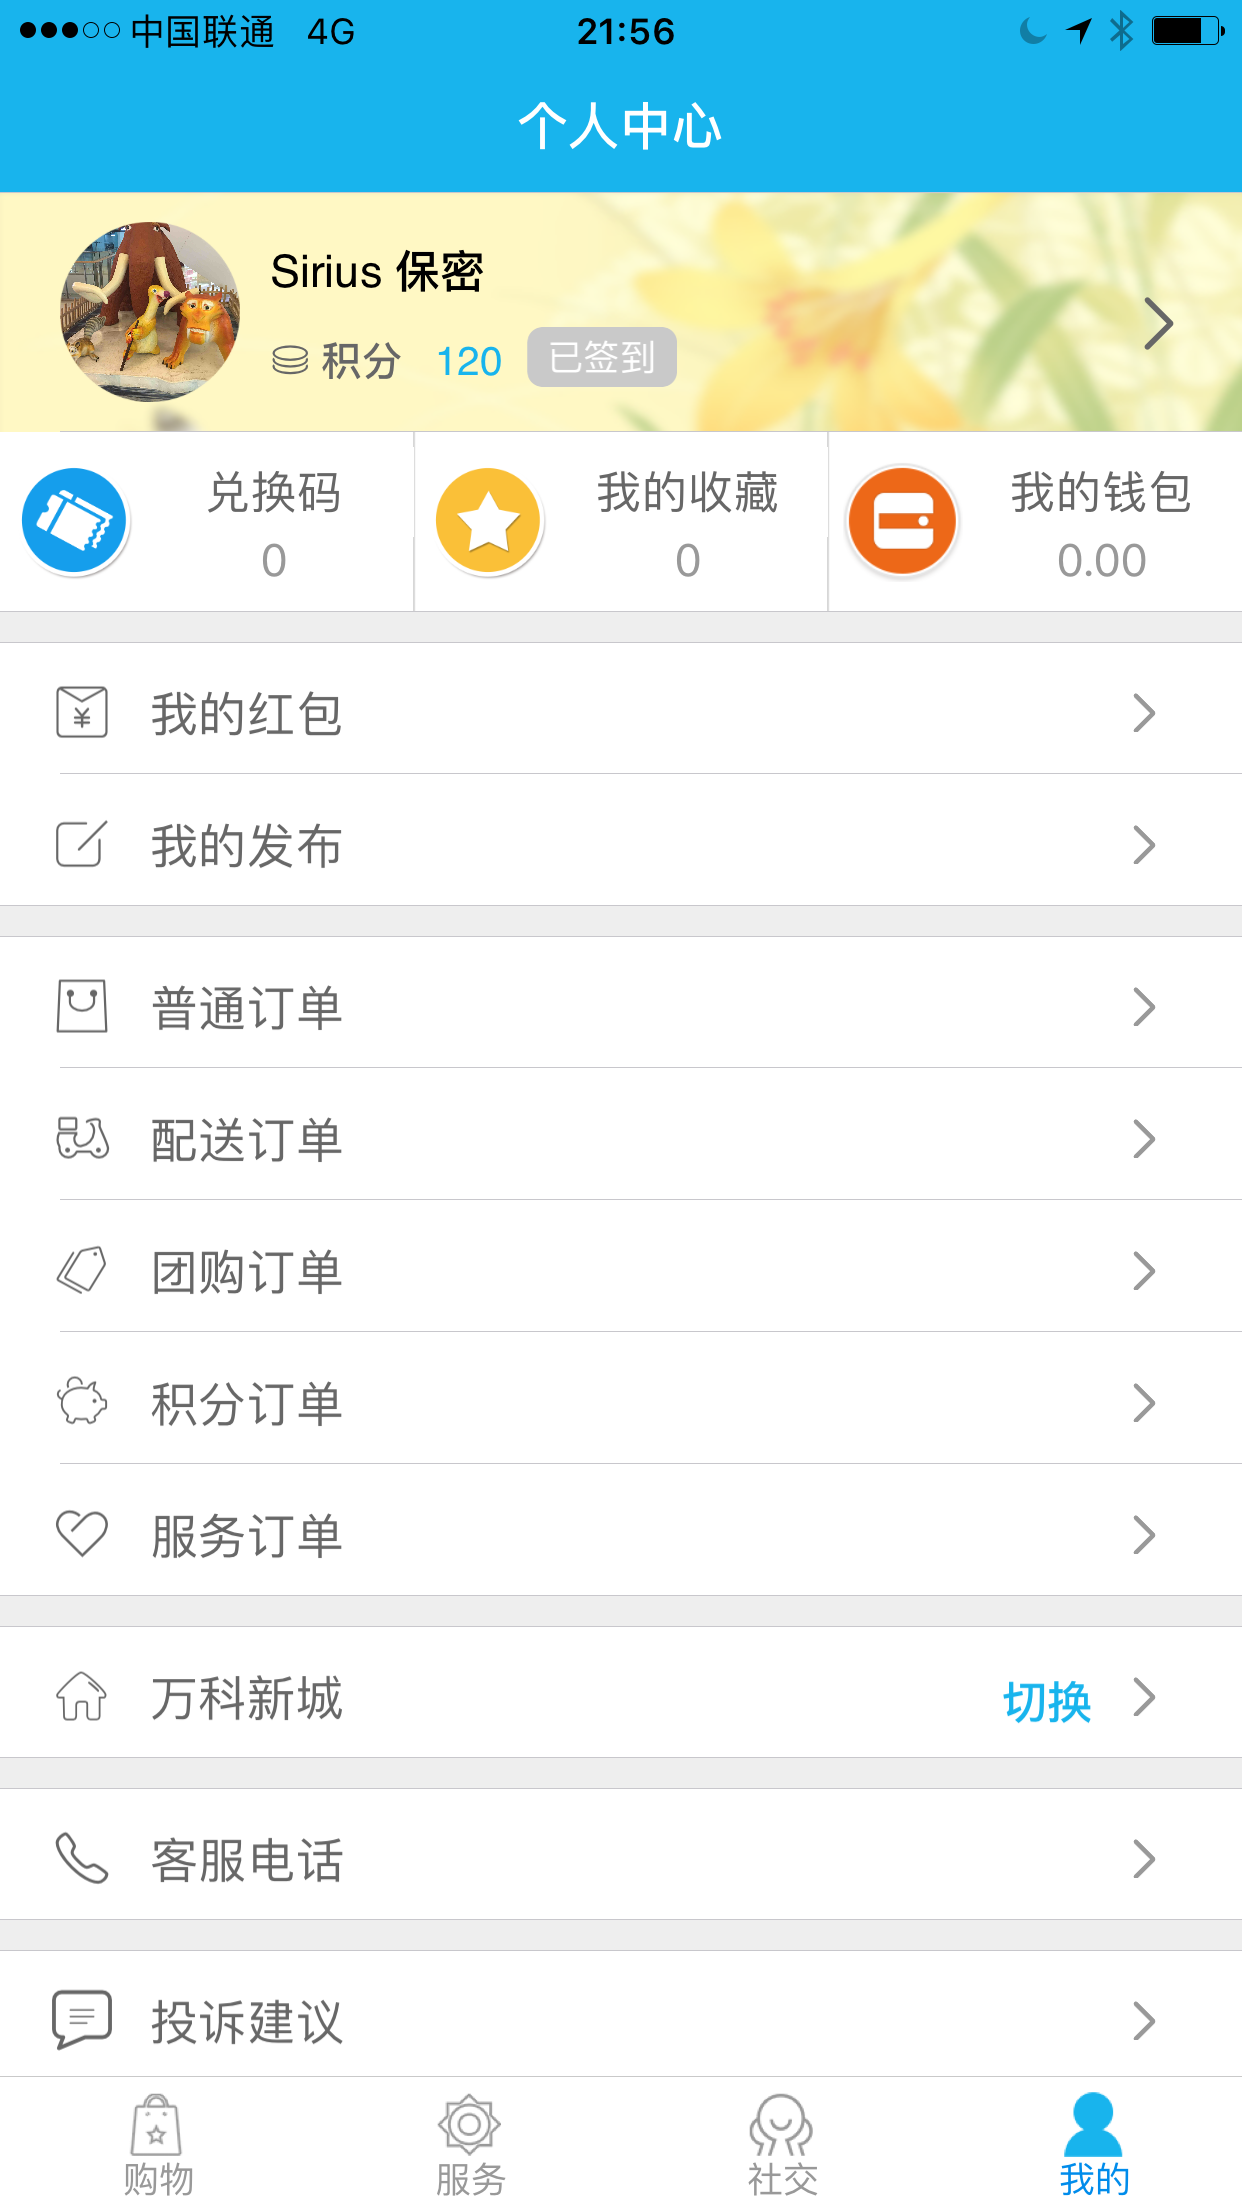 中国联通 4G 21:56
个人中心
Sirius 保密
积分 120 已签到
兑换码 我的收藏 我的钱包
0 0 0.00
我的红包
我的发布
普通订单
配送订单
团购订单
积分订单
服务订单
万科新城 切换
客服电话
投诉建议
购物 服务 社交 我的